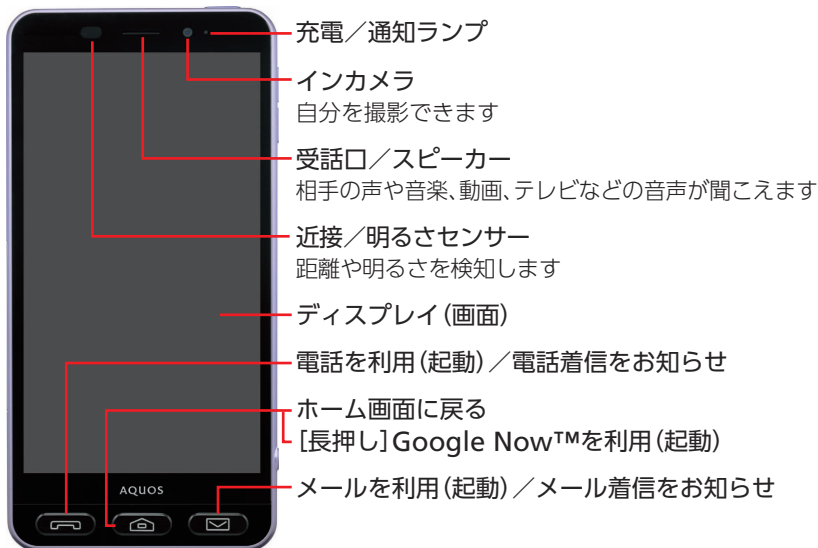 充電／通知ランプ
インカメラ
自分を撮影できます
受話口／スピーカー
相手の声や音楽、動画、テレビなどの音声が聞こえます
近接／明るさセンサー
距離や明るさを検知します
ディスプレイ（画面）
電話を利用（起動）／電話着信をお知らせ
ホーム画面に戻る
［長押し］Google Now™を利用（起動）
AQUOS
メールを利用（起動）／メール着信をお知らせ